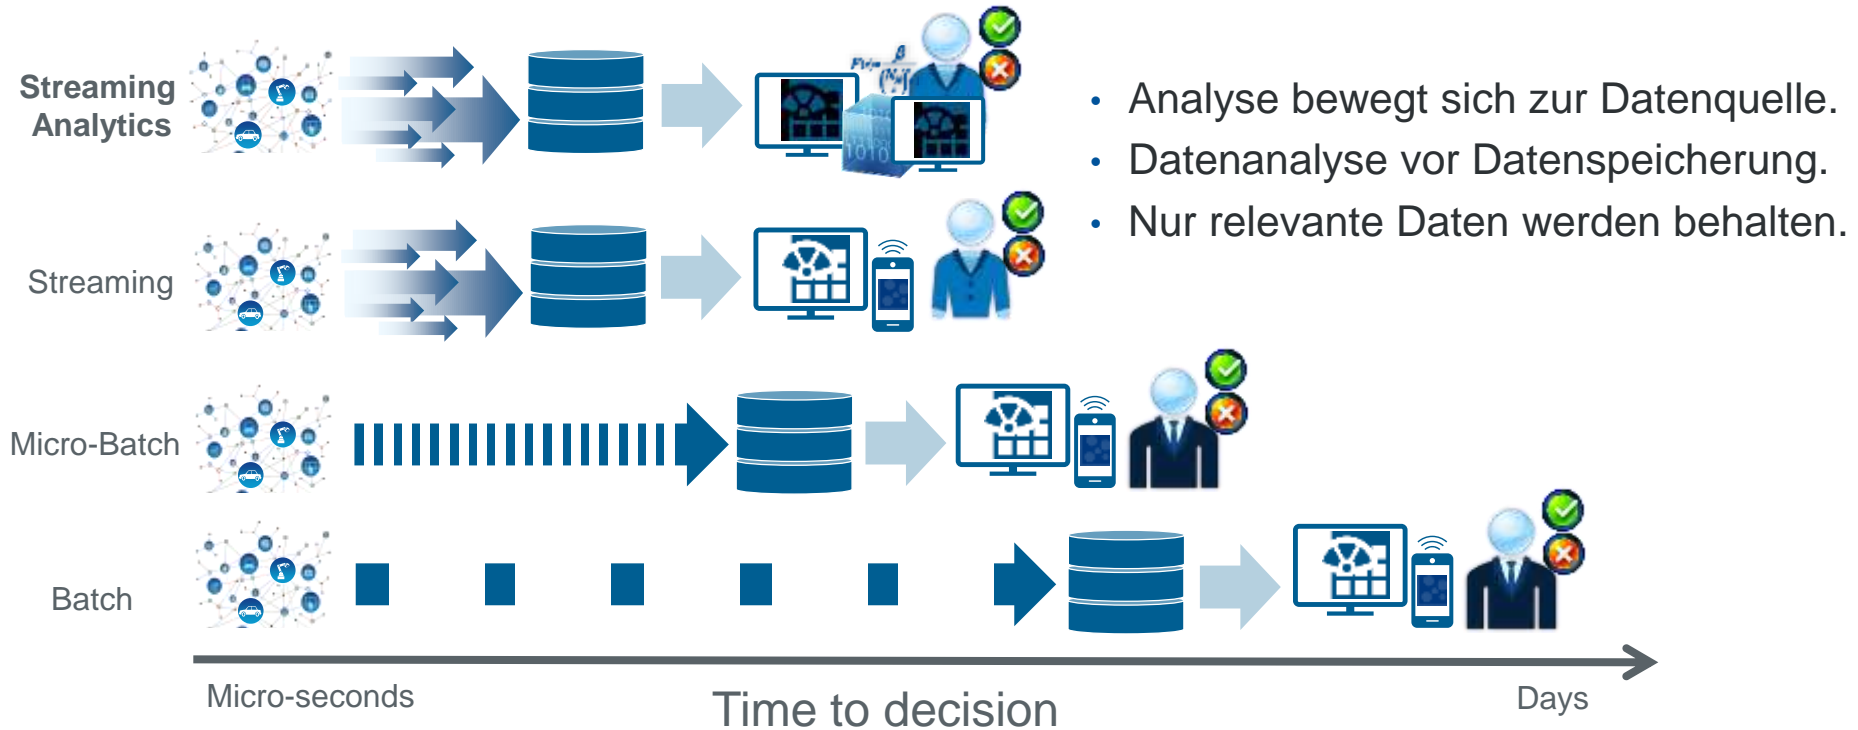 Streaming
Analytics
• Analyse bewegt sich zur Datenquelle.
• Datenanalyse vor Datenspeicherung.
• Nur relevante Daten werden behalten.
Streaming
Micro-Batch
Batch
Micro-seconds
Time to decision
Days